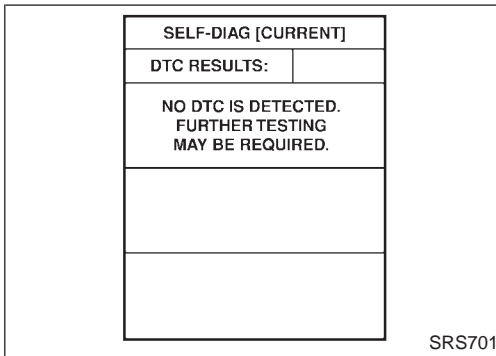 SELF-DIAG [CURRENT]
DTC RESULTS:
NO DTC IS DETECTED.
FURTHER TESTING
MAY BE REQUIRED.
SRS701